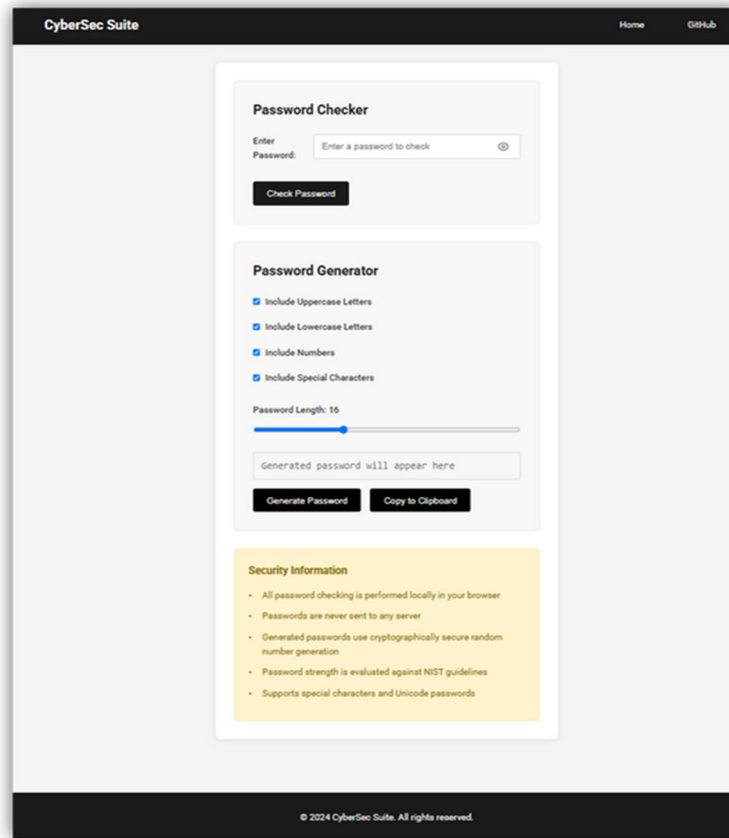 CyberSec Suite
Home
GitHub
Password Checker
Enter
Password:
Enter a password to check
Check Password
Password Generator
Include Uppercase Letters
Include Lowercase Letters
Include Numbers
Include Special Characters
Password Length: 16
Generated password will appear here
Generate Password
Copy to Clipboard
Security Information
• All password checking is performed locally in your browser
• Passwords are never sent to any server
• Generated passwords use cryptographically secure random
number generation
• Password strength is evaluated against NIST guidelines
• Supports special characters and Unicode passwords
© 2024 CyberSec Suite. All rights reserved.